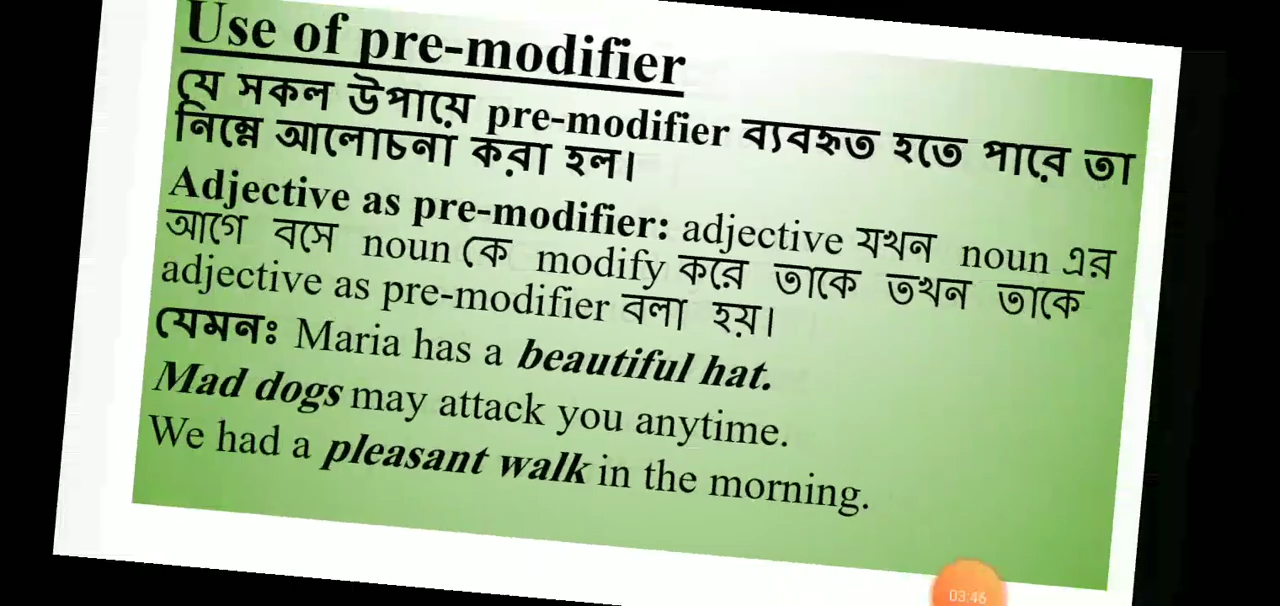 Use of pre-modifier
যে সকল উপায়ে pre-modifier ব্যবহৃত হতে পারে তা
নিম্নে আলোচনা করা হল।
Adjective as pre-modifier: adjective যখন noun এর
আগে বসে noun কে modify করে তাকে তখন তাকে
adjective as pre-modifier বলা হয়।
যেমনঃ Maria has a beautiful hat.
Mad dogs may attack you anytime.
We had a pleasant walk in the morning.
03:46